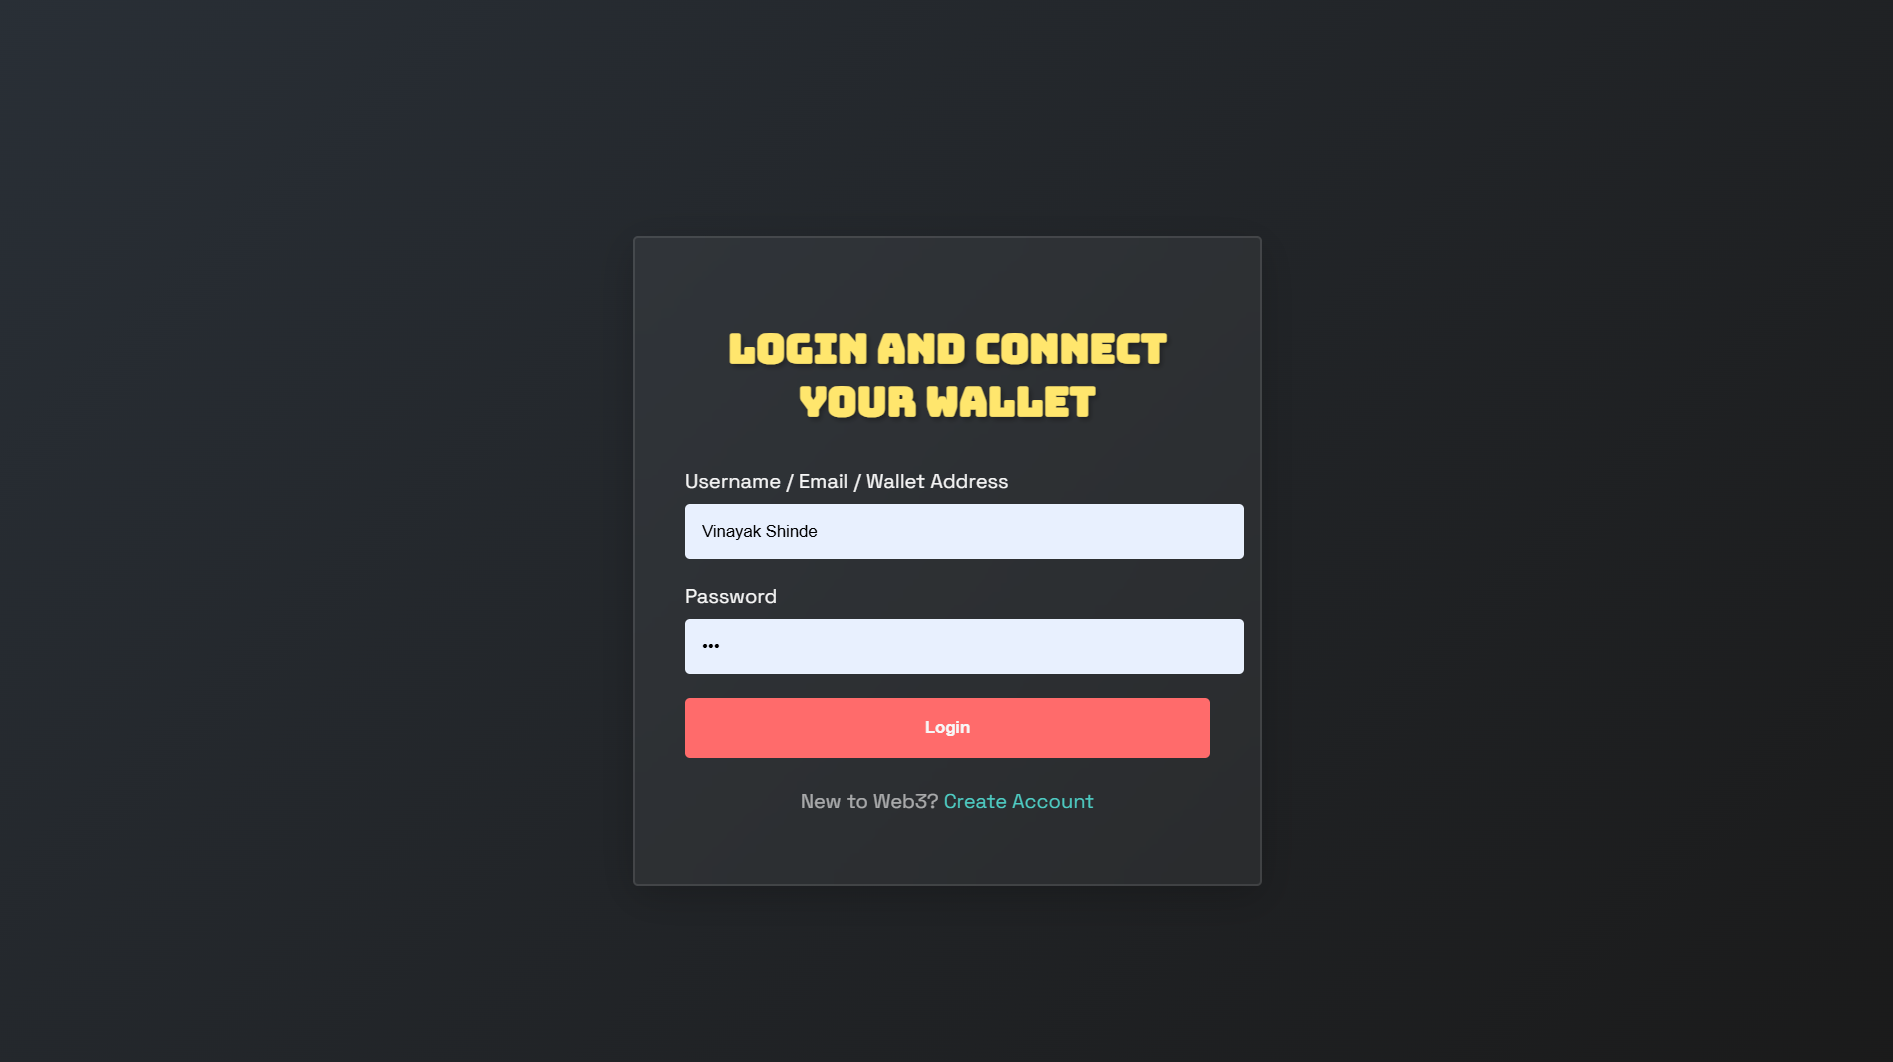 LOGIN AND CONNECT
YOUR WALLET
Username / Email / Wallet Address
Vinayak Shinde
Password
•••
Login
New to Web3? Create Account